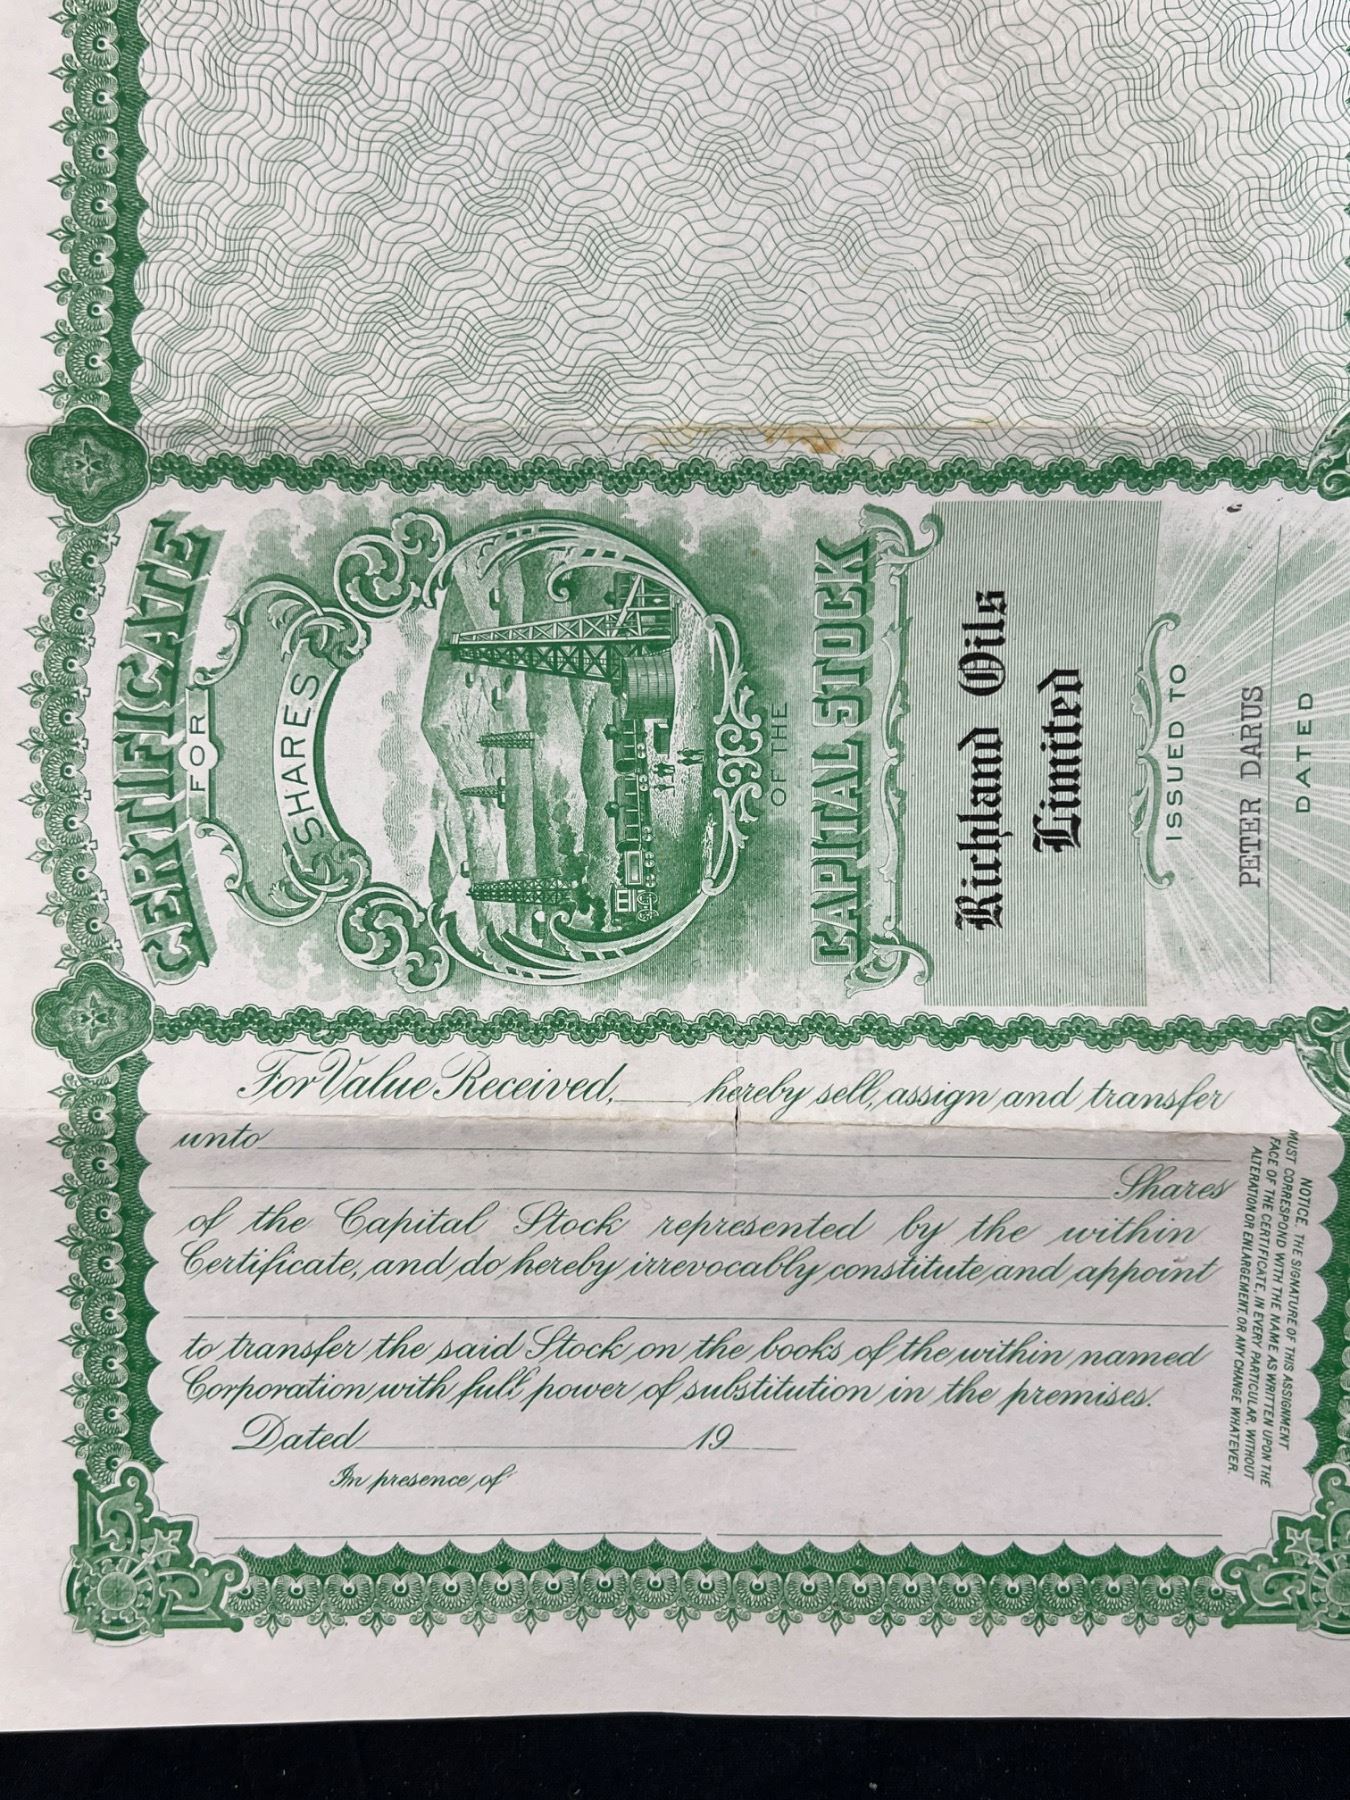 CERTIFICATE
FOR
SHARES
OF THE
CAPITAL STOCK
Richland Oils
Limited
ISSUED TO
PETER DARUS
DATED
For Value Received, hereby sell, assign and transfer
unto
Shares
of the Capital Stock represented by the within
Certificate, and do hereby irrevocably constitute and appoint
to transfer the said Stock on the books of the within named
Corporation with full power of substitution in the premises.
Dated 19
In presence of
NOTICE. THE SIGNATURE OF THIS ASSIGNMENT
MUST CORRESPOND WITH THE NAME AS WRITTEN UPON THE
FACE OF THE CERTIFICATE, IN EVERY PARTICULAR, WITHOUT
ALTERATION OR ENLARGEMENT, OR ANY CHANGE WHATEVER.